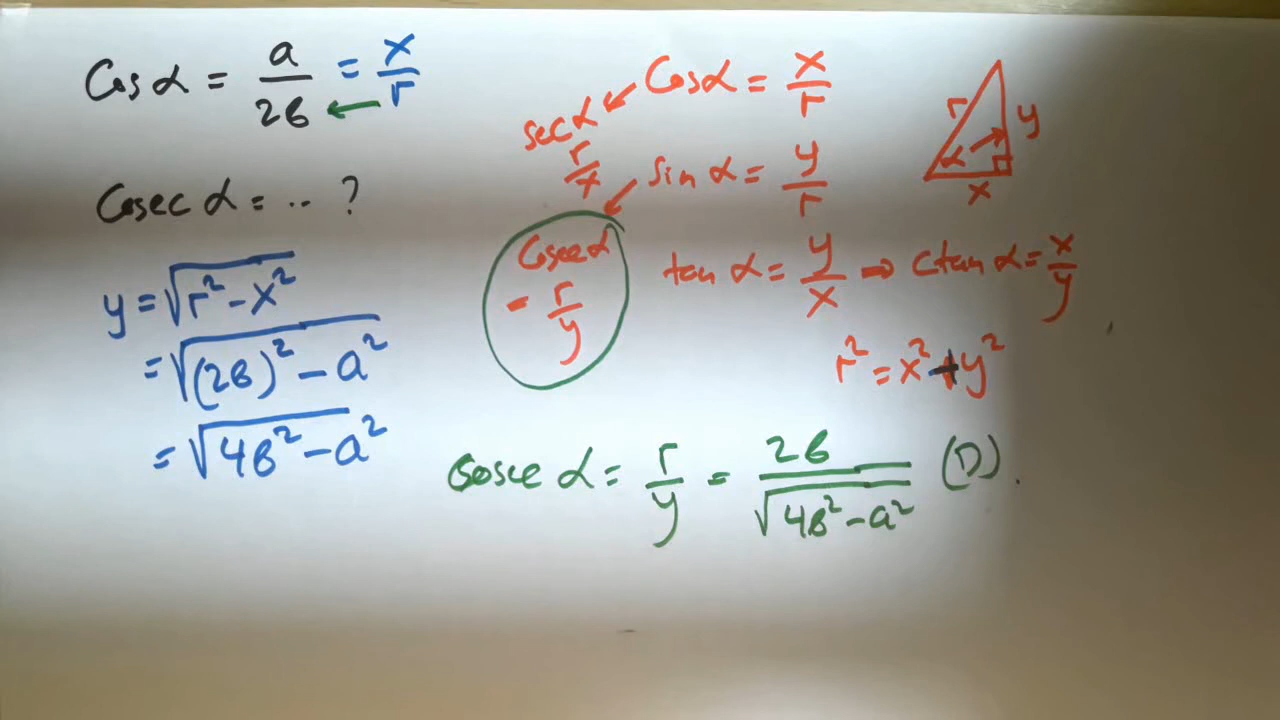 Cos α = a/2b = x/r
Cosec α = .. ?
y = √(r² - x²)
= √((2b)² - a²)
= √(4b² - a²)
Cos α = x/r
sec α
r/x
sin α = y/r
Cosec α
= r/y
tan α = y/x ⇒ Ctan α = x/y
r
y
α
x
r² = x² + y²
Cosce α = r/y = 2b/√(4b² - a²) (D).